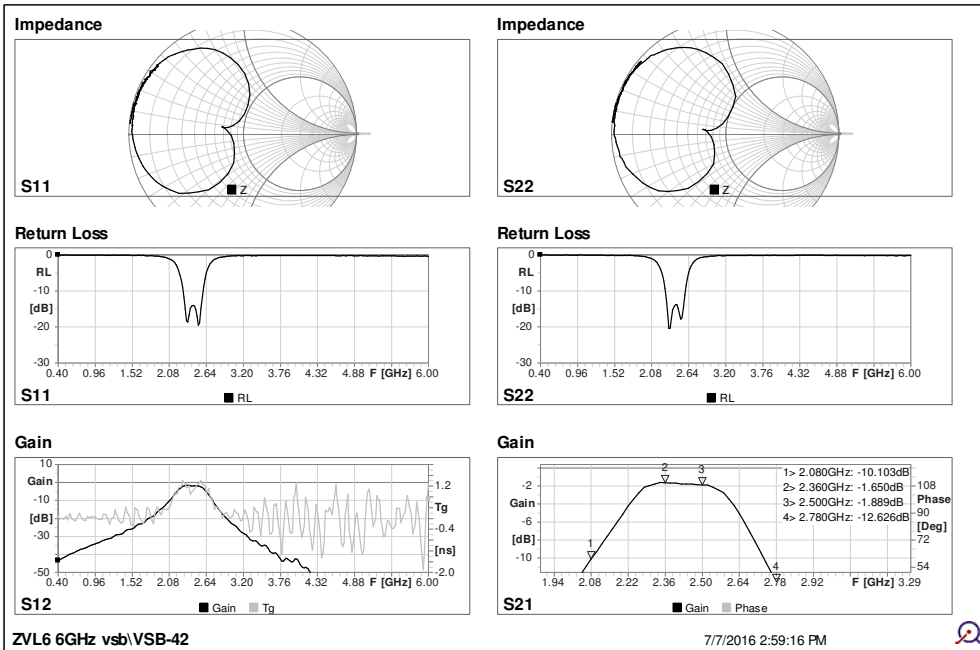 Impedance
S11
Z
Impedance
S22
Z
Return Loss
0
RL
-10
[dB]
-20
-30
0.40 0.96 1.52 2.08 2.64 3.20 3.76 4.32 4.88 F [GHz] 6.00
S11
RL
Return Loss
0
RL
-10
[dB]
-20
-30
0.40 0.96 1.52 2.08 2.64 3.20 3.76 4.32 4.88 F [GHz] 6.00
S22
RL
Gain
10
Gain
-10
[dB]
-30
-50
1.2
Tg
-0.4
[ns]
-2.0
0.40 0.96 1.52 2.08 2.64 3.20 3.76 4.32 4.88 F [GHz] 6.00
S12
Gain Tg
Gain
-2
Gain
-6
[dB]
-10
1
2
3
4
1> 2.080GHz: -10.103dB
2> 2.360GHz: -1.650dB
3> 2.500GHz: -1.889dB
4> 2.780GHz: -12.626dB
108
Phase
90
[Deg]
72
54
1.94 2.08 2.22 2.36 2.50 2.64 2.78 2.92 F [GHz] 3.29
S21
Gain Phase
ZVL6 6GHz vsb\VSB-42
7/7/2016 2:59:16 PM